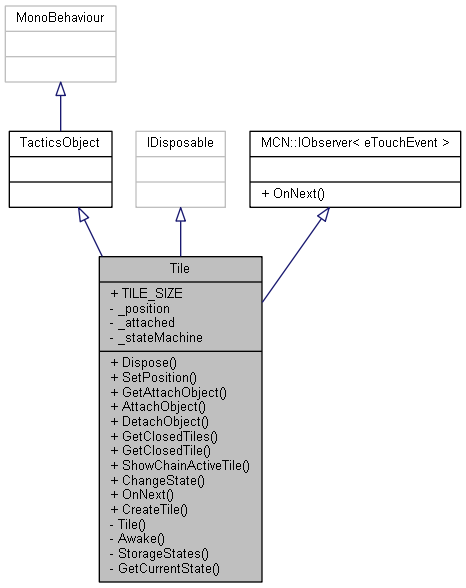 MonoBehaviour
TacticsObject
IDisposable
MCN::IObserver< eTouchEvent >
+ OnNext()
Tile
+ TILE_SIZE
- _position
- _attached
- _stateMachine
+ Dispose()
+ SetPosition()
+ GetAttachObject()
+ AttachObject()
+ DetachObject()
+ GetClosedTiles()
+ GetClosedTile()
+ ShowChainActiveTile()
+ ChangeState()
+ OnNext()
+ CreateTile()
- Tile()
- Awake()
- StorageStates()
- GetCurrentState()